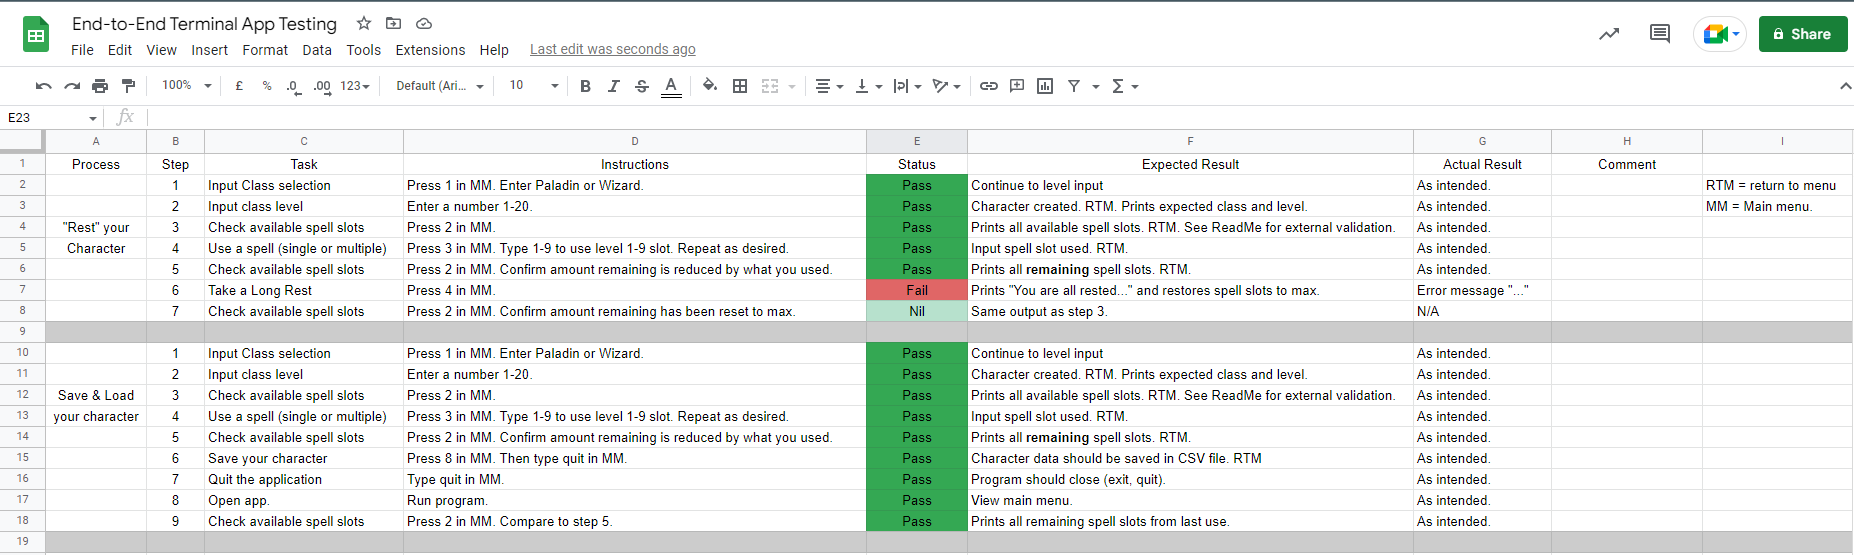 End-to-End Terminal App Testing
File Edit View Insert Format Data Tools Extensions Help Last edit was seconds ago
Share
100% £ % .0 .00 123 Default (Ari... 10 B I S A
E23 fx
A B C D E F G H I
1 Process Step Task Instructions Status Expected Result Actual Result Comment
2 1 Input Class selection Press 1 in MM. Enter Paladin or Wizard. Pass Continue to level input As intended. RTM = return to menu
3 2 Input class level Enter a number 1-20. Pass Character created. RTM. Prints expected class and level. As intended. MM = Main menu.
4 "Rest" your 3 Check available spell slots Press 2 in MM. Pass Prints all available spell slots. RTM. See ReadMe for external validation. As intended.
5 Character 4 Use a spell (single or multiple) Press 3 in MM. Type 1-9 to use level 1-9 slot. Repeat as desired. Pass Input spell slot used. RTM. As intended.
6 5 Check available spell slots Press 2 in MM. Confirm amount remaining is reduced by what you used. Pass Prints all remaining spell slots. RTM. As intended.
7 6 Take a Long Rest Press 4 in MM. Fail Prints "You are all rested..." and restores spell slots to max. Error message "..."
8 7 Check available spell slots Press 2 in MM. Confirm amount remaining has been reset to max. Nil Same output as step 3. N/A
9
10 1 Input Class selection Press 1 in MM. Enter Paladin or Wizard. Pass Continue to level input As intended.
11 2 Input class level Enter a number 1-20. Pass Character created. RTM. Prints expected class and level. As intended.
12 Save & Load 3 Check available spell slots Press 2 in MM. Pass Prints all available spell slots. RTM. See ReadMe for external validation. As intended.
13 your character 4 Use a spell (single or multiple) Press 3 in MM. Type 1-9 to use level 1-9 slot. Repeat as desired. Pass Input spell slot used. RTM. As intended.
14 5 Check available spell slots Press 2 in MM. Confirm amount remaining is reduced by what you used. Pass Prints all remaining spell slots. RTM. As intended.
15 6 Save your character Press 8 in MM. Then type quit in MM. Pass Character data should be saved in CSV file. RTM As intended.
16 7 Quit the application Type quit in MM. Pass Program should close (exit, quit). As intended.
17 8 Open app. Run program. Pass View main menu. As intended.
18 9 Check available spell slots Press 2 in MM. Compare to step 5. Pass Prints all remaining spell slots from last use. As intended.
19